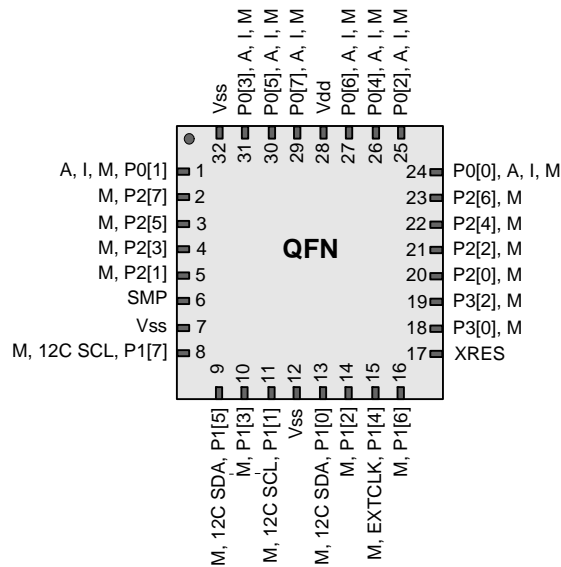 Vss
P0[3], A, I, M
P0[5], A, I, M
P0[7], A, I, M
Vdd
P0[6], A, I, M
P0[4], A, I, M
P0[2], A, I, M
32
31
30
29
28
27
26
25
A, I, M, P0[1]
1
M, P2[7]
2
M, P2[5]
3
M, P2[3]
4
M, P2[1]
5
SMP
6
Vss
7
M, 12C SCL, P1[7]
8
QFN
24
P0[0], A, I, M
23
P2[6], M
22
P2[4], M
21
P2[2], M
20
P2[0], M
19
P3[2], M
18
P3[0], M
17
XRES
9
10
11
12
13
14
15
16
M, 12C SDA, P1[5]
M, P1[3]
M, 12C SCL, P1[1]
Vss
M, 12C SDA, P1[0]
M, P1[2]
M, EXTCLK, P1[4]
M, P1[6]